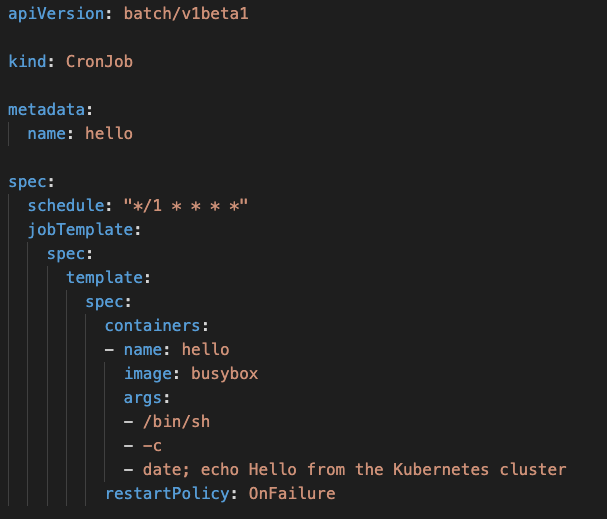 apiVersion: batch/v1beta1
kind: CronJob
metadata:
  name: hello
spec:
  schedule: "*/1 * * * *"
  jobTemplate:
    spec:
      template:
        spec:
          containers:
          - name: hello
            image: busybox
            args:
            - /bin/sh
            - -c
            - date; echo Hello from the Kubernetes cluster
          restartPolicy: OnFailure